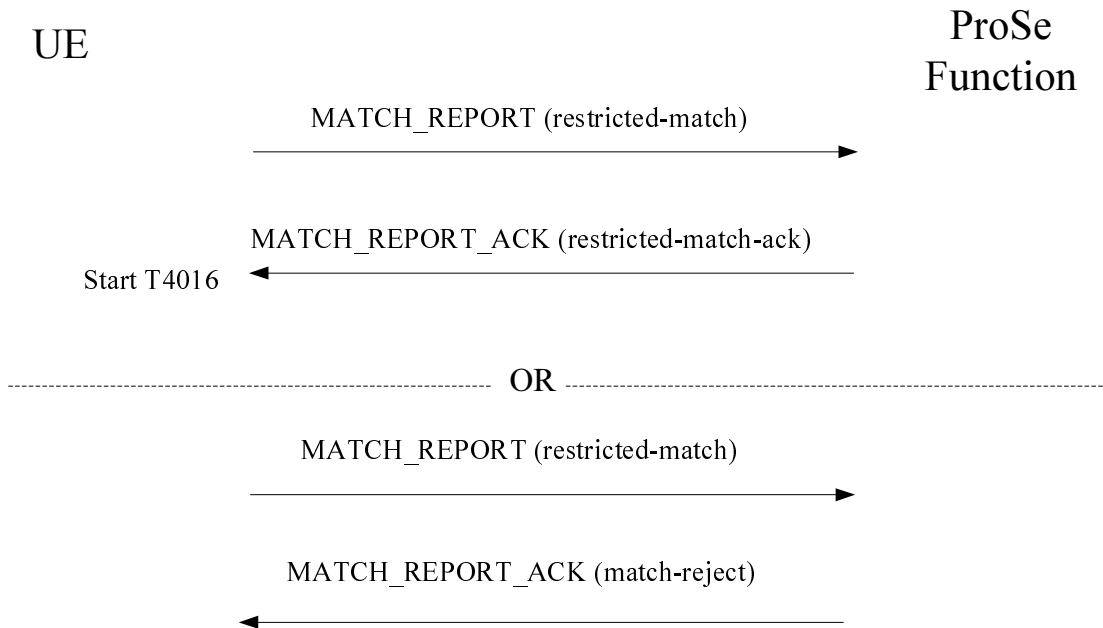 UE
ProSe
Function
MATCH_REPORT (restricted-match)
MATCH_REPORT_ACK (restricted-match-ack)
Start T4016
OR
MATCH_REPORT (restricted-match)
MATCH_REPORT_ACK (match-reject)